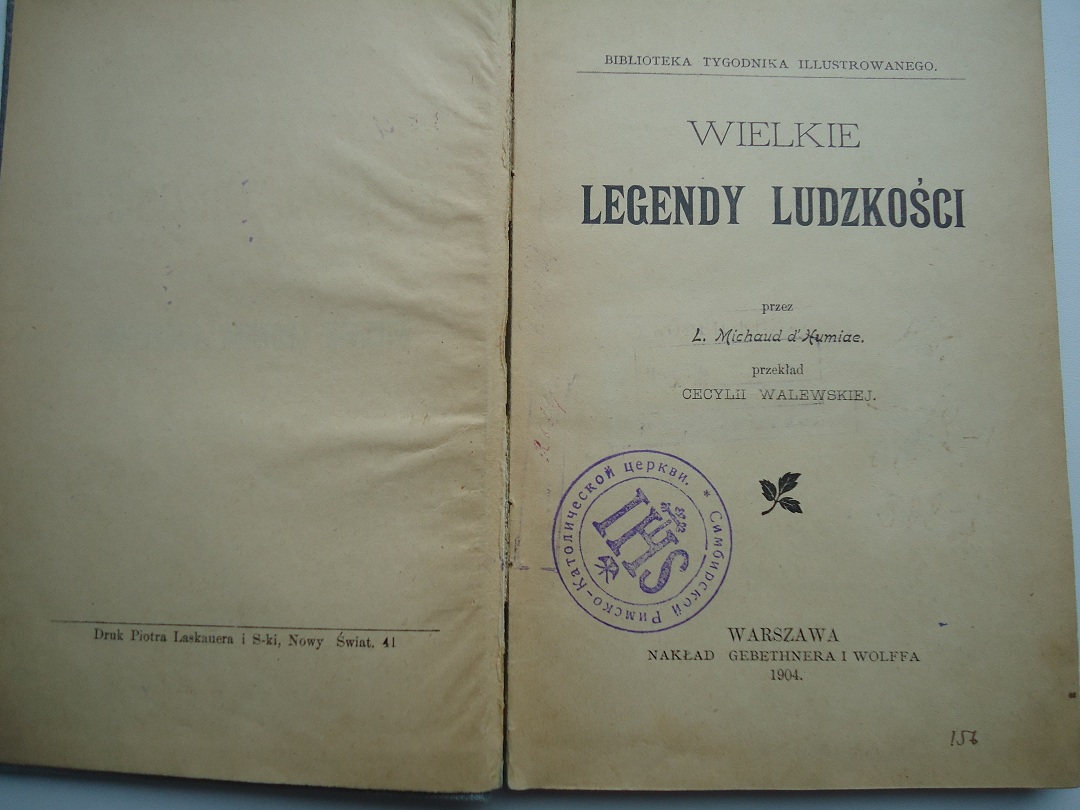 Druk Piotra Laskauera i S-ki, Nowy Świat. 41
BIBLIOTEKA TYGODNIKA ILLUSTROWANEGO.
WIELKIE
LEGENDY LUDZKOŚCI
przez
L. Michaud d'Humiac.
przekład
CECYLII WALEWSKIEJ.
* Симбирской Римско-Католической церкви.
IHS
WARSZAWA
NAKŁAD GEBETHNERA I WOLFFA
1904.
156